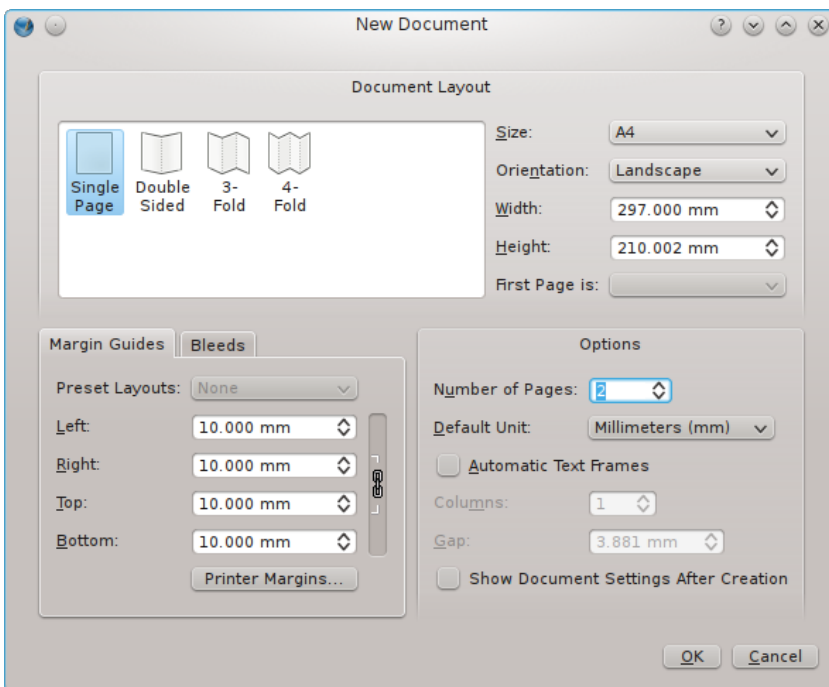 New Document
Document Layout
Single Page
Double Sided
3-Fold
4-Fold
Size: A4
Orientation: Landscape
Width: 297.000 mm
Height: 210.002 mm
First Page is:
Margin Guides
Bleeds
Preset Layouts: None
Left: 10.000 mm
Right: 10.000 mm
Top: 10.000 mm
Bottom: 10.000 mm
Printer Margins...
Options
Number of Pages: 2
Default Unit: Millimeters (mm)
Automatic Text Frames
Columns: 1
Gap: 3.881 mm
Show Document Settings After Creation
OK
Cancel